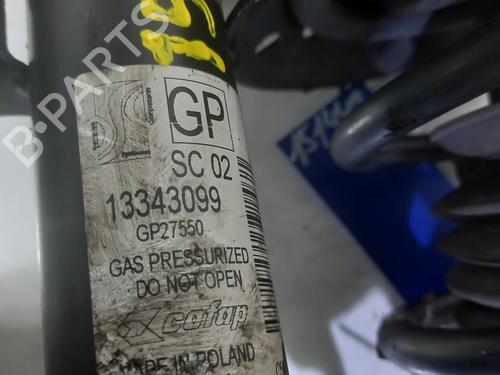 B-PARTS
GP
SC 02
13343099
GP27550
GAS PRESSURIZED
DO NOT OPEN
cofap
MADE IN POLAND